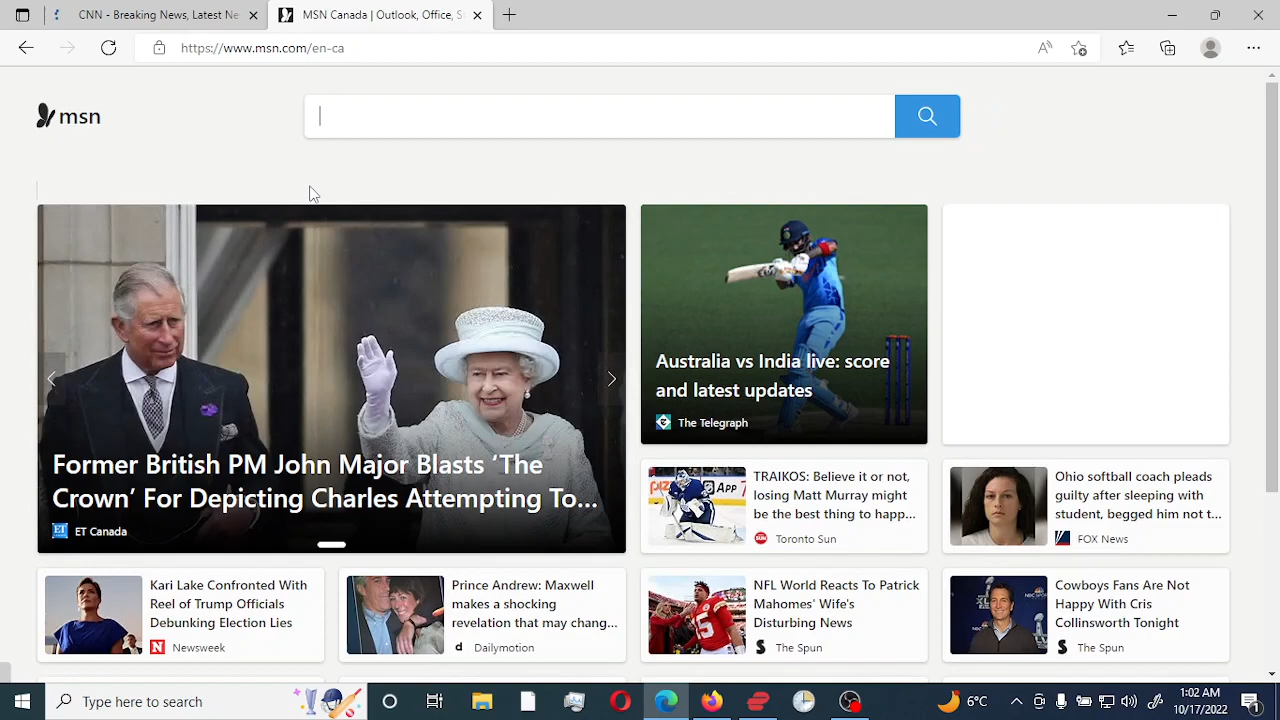 CNN - Breaking News, Latest Ne
MSN Canada | Outlook, Office, S
https://www.msn.com/en-ca
msn
Former British PM John Major Blasts ‘The
Crown’ For Depicting Charles Attempting To...
ET
ET Canada
Australia vs India live: score
and latest updates
The Telegraph
TRAIKOS: Believe it or not,
losing Matt Murray might
be the best thing to happ...
SUN
Toronto Sun
Ohio softball coach pleads
guilty after sleeping with
student, begged him not t...
FOX News
Kari Lake Confronted With
Reel of Trump Officials
Debunking Election Lies
N
Newsweek
Prince Andrew: Maxwell
makes a shocking
revelation that may chang...
d
Dailymotion
NFL World Reacts To Patrick
Mahomes' Wife's
Disturbing News
S
The Spun
Cowboys Fans Are Not
Happy With Cris
Collinsworth Tonight
S
The Spun
Type here to search
6°C
1:02 AM
10/17/2022
1